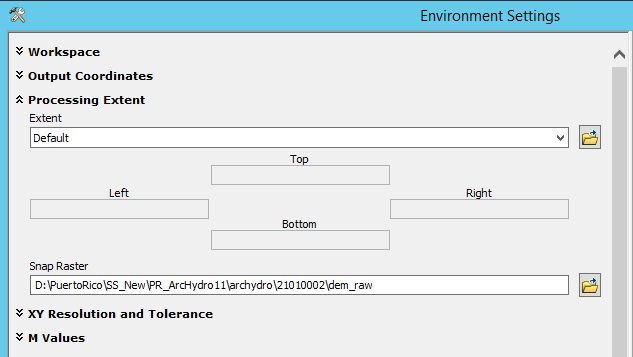 Environment Settings
Workspace
Output Coordinates
Processing Extent
Extent
Default
Top
Left
Right
Bottom
Snap Raster
D:\PuertoRico\SS_New\PR_ArcHydro11\archydro\21010002\dem_raw
XY Resolution and Tolerance
M Values